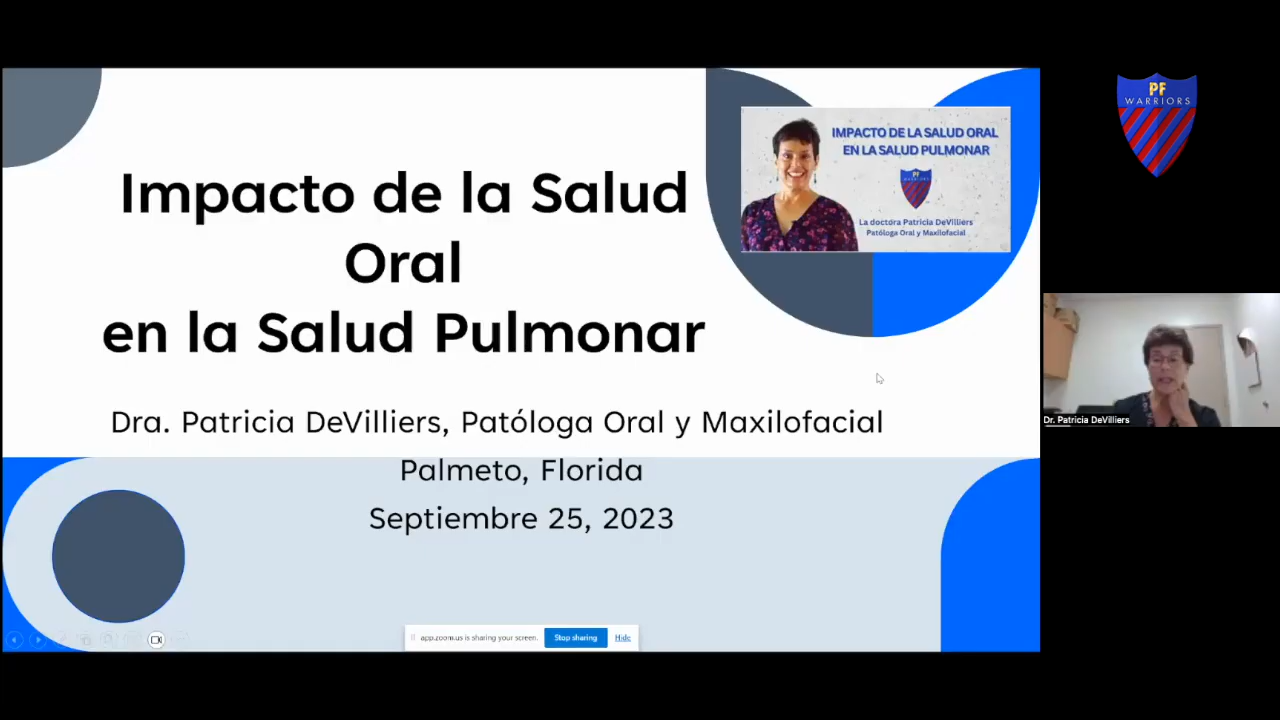 Impacto de la Salud
Oral
en la Salud Pulmonar
Dra. Patricia DeVilliers, Patóloga Oral y Maxilofacial
Palmeto, Florida
Septiembre 25, 2023
IMPACTO DE LA SALUD ORAL
EN LA SALUD PULMONAR
PF
WARRIORS
La doctora Patricia DeVilliers
Patóloga Oral y Maxilofacial
app.zoom.us is sharing your screen.
Stop sharing
Hide
PF
WARRIORS
Dr. Patricia DeVilliers